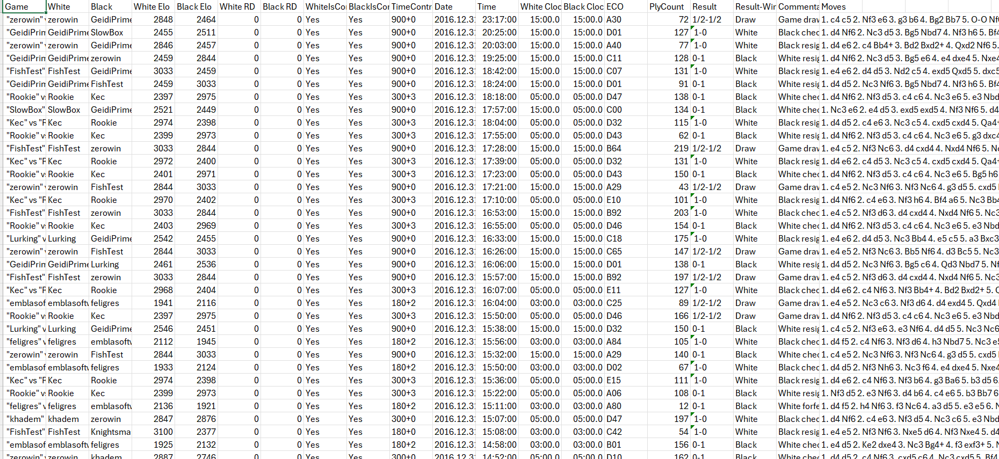 Game White Black White Elo Black Elo White RD Black RD WhiteIsCor BlackIsCor TimeContr Date Time White Cloc Black Cloc ECO PlyCount Result Result-Wir Commenta Moves
"zerowin" v zerowin GeidiPrime 2848 2464 0 0 Yes Yes 900+0 2016.12.31 23:17:00 15:00.0 15:00.0 A30 72 1/2-1/2 Draw Game draw 1. c4 c5 2. Nf3 e6 3. g3 b6 4. Bg2 Bb7 5. O-O Nf6
"GeidiPrim GeidiPrime SlowBox 2455 2511 0 0 Yes Yes 900+0 2016.12.31 20:25:00 15:00.0 15:00.0 D01 127 1-0 White Black chec 1. d4 Nf6 2. Nc3 d5 3. Bg5 Nbd7 4. Nf3 h6 5. Bf4
"zerowin" v zerowin GeidiPrime 2846 2457 0 0 Yes Yes 900+0 2016.12.31 20:03:00 15:00.0 15:00.0 A40 77 1-0 White Black resig 1. d4 e6 2. c4 Bb4+ 3. Bd2 Bxd2+ 4. Qxd2 Nf6 5.
"GeidiPrim GeidiPrime zerowin 2459 2844 0 0 Yes Yes 900+0 2016.12.31 19:25:00 15:00.0 15:00.0 C11 128 0-1 Black White resig 1. d4 Nf6 2. Nc3 d5 3. Bg5 e6 4. e4 dxe4 5. Nxe4
"FishTest" FishTest GeidiPrime 3033 2459 0 0 Yes Yes 900+0 2016.12.31 18:42:00 15:00.0 15:00.0 C07 131 1-0 White Black resig 1. e4 e6 2. d4 d5 3. Nd2 c5 4. exd5 Qxd5 5. dxc5
"GeidiPrim GeidiPrime FishTest 2459 3033 0 0 Yes Yes 900+0 2016.12.31 18:24:00 15:00.0 15:00.0 D01 91 0-1 Black White resig 1. d4 d5 2. Nc3 Nf6 3. Bg5 Nbd7 4. Nf3 h6 5. Bf4
"Rookie" v Rookie Kec 2397 2975 0 0 Yes Yes 300+3 2016.12.31 18:18:00 05:00.0 05:00.0 D47 138 0-1 Black White chec 1. d4 Nf6 2. Nf3 d5 3. c4 c6 4. Nc3 e6 5. e3 Nbd
"SlowBox" SlowBox GeidiPrime 2521 2449 0 0 Yes Yes 900+0 2016.12.31 17:57:00 15:00.0 05:00.0 C00 134 0-1 Black White chec 1. Nc3 e6 2. e4 d5 3. exd5 exd5 4. Nf3 Nf6 5. d4
"Kec" vs "F Kec Rookie 2974 2398 0 0 Yes Yes 300+3 2016.12.31 18:04:00 05:00.0 05:00.0 D32 115 1-0 White Black resig 1. d4 d5 2. c4 e6 3. Nc3 c5 4. cxd5 cxd4 5. Qa4+
"Rookie" v Rookie Kec 2399 2973 0 0 Yes Yes 300+3 2016.12.31 17:55:00 05:00.0 05:00.0 D43 62 0-1 Black White resig 1. d4 Nf6 2. Nf3 d5 3. c4 c6 4. Nc3 e6 5. g3 dxc4
"FishTest" FishTest zerowin 3033 2844 0 0 Yes Yes 900+0 2016.12.31 17:28:00 15:00.0 15:00.0 B64 219 1/2-1/2 Draw Game draw 1. e4 c5 2. Nf3 Nc6 3. d4 cxd4 4. Nxd4 Nf6 5. Nc
"Kec" vs "F Kec Rookie 2972 2400 0 0 Yes Yes 300+3 2016.12.31 17:39:00 05:00.0 05:00.0 D32 131 1-0 White Black resig 1. d4 e6 2. c4 d5 3. Nc3 c5 4. cxd5 cxd4 5. Qa4+
"Rookie" v Rookie Kec 2401 2971 0 0 Yes Yes 300+3 2016.12.31 17:23:00 05:00.0 05:00.0 D43 150 0-1 Black White chec 1. d4 Nf6 2. Nf3 d5 3. c4 c6 4. Nc3 e6 5. Bg5 h6
"zerowin" v zerowin FishTest 2844 3033 0 0 Yes Yes 900+0 2016.12.31 17:21:00 15:00.0 15:00.0 A29 43 1/2-1/2 Draw Game draw 1. c4 e5 2. Nc3 Nf6 3. Nf3 Nc6 4. g3 d5 5. cxd5
"Kec" vs "F Kec Rookie 2970 2402 0 0 Yes Yes 300+3 2016.12.31 17:10:00 05:00.0 05:00.0 E10 101 1-0 White Black resig 1. d4 Nf6 2. c4 e6 3. Nf3 h6 4. Bf4 a6 5. Nc3 Bb4
"FishTest" FishTest zerowin 3033 2844 0 0 Yes Yes 900+0 2016.12.31 16:53:00 15:00.0 15:00.0 B92 203 1-0 White Black chec 1. e4 c5 2. Nf3 d6 3. d4 cxd4 4. Nxd4 Nf6 5. Nc3
"Rookie" v Rookie Kec 2403 2969 0 0 Yes Yes 300+3 2016.12.31 16:55:00 05:00.0 05:00.0 D46 154 0-1 Black White chec 1. d4 Nf6 2. Nf3 d5 3. c4 c6 4. Nc3 e6 5. e3 Nbd
"Lurking" v Lurking GeidiPrime 2542 2455 0 0 Yes Yes 900+0 2016.12.31 16:33:00 15:00.0 15:00.0 C18 175 1-0 White Black resig 1. e4 e6 2. d4 d5 3. Nc3 Bb4 4. e5 c5 5. a3 Bxc3
"zerowin" v zerowin FishTest 2844 3033 0 0 Yes Yes 900+0 2016.12.31 16:26:00 15:00.0 15:00.0 C65 147 1/2-1/2 Draw Game draw 1. e4 e5 2. Nf3 Nc6 3. Bb5 Nf6 4. d3 Bc5 5. Nc3
"GeidiPrim GeidiPrime Lurking 2461 2536 0 0 Yes Yes 900+0 2016.12.31 16:06:00 15:00.0 15:00.0 D01 138 0-1 Black White resig 1. d4 d5 2. Nc3 Nf6 3. Bg5 c6 4. Qd3 Nbd7 5. Nf
"FishTest" FishTest zerowin 3033 2844 0 0 Yes Yes 900+0 2016.12.31 15:57:00 15:00.0 15:00.0 B92 197 1/2-1/2 Draw Game draw 1. e4 c5 2. Nf3 d6 3. d4 cxd4 4. Nxd4 Nf6 5. Nc3
"Kec" vs "F Kec Rookie 2968 2404 0 0 Yes Yes 300+3 2016.12.31 16:07:00 05:00.0 05:00.0 E11 127 1-0 White Black chec 1. d4 e6 2. c4 Nf6 3. Nf3 Bb4+ 4. Bd2 Bxd2+ 5. Q
"emblasof emblasoftv feligres 1941 2116 0 0 Yes Yes 180+2 2016.12.31 16:04:00 03:00.0 03:00.0 C25 89 1/2-1/2 Draw Game draw 1. e4 e5 2. Nc3 c6 3. Nf3 d6 4. d4 exd4 5. Qxd4
"Rookie" v Rookie Kec 2397 2975 0 0 Yes Yes 300+3 2016.12.31 15:50:00 05:00.0 05:00.0 D46 166 1/2-1/2 Draw Game draw 1. d4 Nf6 2. Nf3 d5 3. c4 c6 4. Nc3 e6 5. e3 Nbd
"Lurking" v Lurking GeidiPrime 2546 2451 0 0 Yes Yes 900+0 2016.12.31 15:38:00 15:00.0 15:00.0 D32 150 0-1 Black White resig 1. c4 c5 2. Nf3 e6 3. e3 Nf6 4. d4 d5 5. Nc3 Nc6
"feligres" v feligres emblasoftv 2112 1945 0 0 Yes Yes 180+2 2016.12.31 15:56:00 03:00.0 03:00.0 A84 105 1-0 White Black chec 1. d4 f5 2. c4 Nf6 3. Nf3 d6 4. h3 Nbd7 5. Nc3 e5
"zerowin" v zerowin FishTest 2844 3033 0 0 Yes Yes 900+0 2016.12.31 15:32:00 15:00.0 15:00.0 A29 140 0-1 Black White chec 1. c4 e5 2. Nc3 Nf6 3. Nf3 Nc6 4. g3 d5 5. cxd5
"emblasof emblasoftv feligres 1933 2124 0 0 Yes Yes 180+2 2016.12.31 15:50:00 03:00.0 03:00.0 D02 67 1-0 White Black chec 1. d4 d5 2. Nf3 Nh6 3. Nc3 f6 4. e4 dxe4 5. Nxe4
"Kec" vs "F Kec Rookie 2974 2398 0 0 Yes Yes 300+3 2016.12.31 15:36:00 05:00.0 05:00.0 E15 111 1-0 White Black resig 1. d4 e6 2. c4 Nf6 3. Nf3 b6 4. g3 Ba6 5. b3 d5 6.
"Rookie" v Rookie Kec 2399 2973 0 0 Yes Yes 300+3 2016.12.31 15:22:00 05:00.0 05:00.0 A06 108 0-1 Black White resig 1. Nf3 d5 2. e3 Nf6 3. d4 b6 4. c4 e6 5. b3 Bb7 6
"feligres" v feligres emblasoftv 2136 1921 0 0 Yes Yes 180+2 2016.12.31 15:11:00 03:00.0 03:00.0 A80 12 0-1 Black White forfe 1. d4 f5 2. h4 Nf6 3. f3 Nc6 4. a3 d5 5. e3 e5 6. N
"khadem" khadem zerowin 2847 2876 0 0 Yes Yes 300+0 2016.12.31 15:07:00 05:00.0 05:00.0 D47 197 1-0 White Black chec 1. d4 Nf6 2. c4 e6 3. Nf3 d5 4. Nc3 c6 5. e3 Nbd
"FishTest" FishTest Knightsma 3100 2377 0 0 Yes Yes 180+0 2016.12.31 15:08:00 03:00.0 03:00.0 C42 54 1-0 White Black resig 1. e4 e5 2. Nf3 Nf6 3. Nxe5 d6 4. Nf3 Nxe4 5. d4
"emblasof emblasoftv feligres 1925 2132 0 0 Yes Yes 180+2 2016.12.31 14:58:00 03:00.0 03:00.0 B01 156 0-1 Black White chec 1. e4 d5 2. Ke2 dxe4 3. Nc3 Bg4+ 4. f3 exf3+ 5. N
"zerowin" v zerowin khadem 2887 2746 0 0 Yes Yes 300+0 2016.12.31 14:52:00 05:00.0 05:00.0 D10 162 0-1 Black White chec 1. d4 c6 2. c4 Nf6 3. cxd5 cxd5